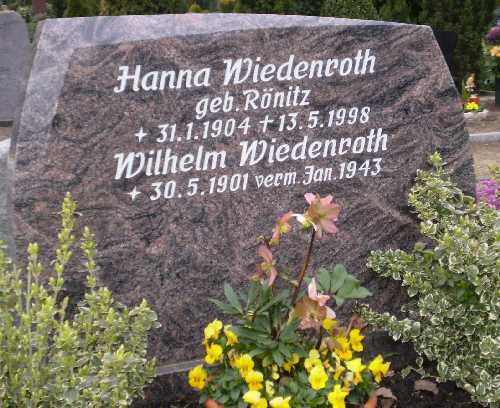 Hanna Wiedenroth
geb. Rönitz
✦ 31.1.1904 ✝ 13.5.1998
Wilhelm Wiedenroth
✦ 30.5.1901 verm. Jan. 1943